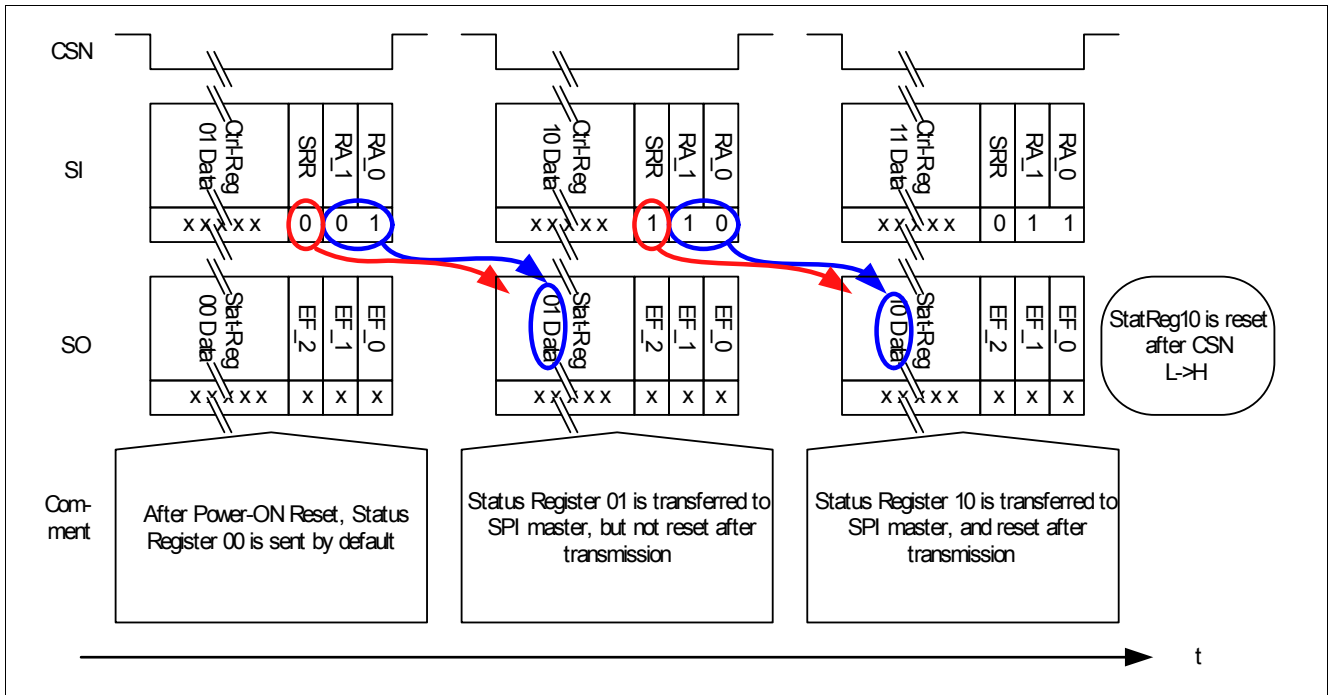 CSN
SI
Ctrl-Reg
01 Data
SRR
RA_1
RA_0
x x x x x
0
0
1
Ctrl-Reg
10 Data
SRR
RA_1
RA_0
x x x x x
1
1
0
Ctrl-Reg
11 Data
SRR
RA_1
RA_0
x x x x x
0
1
1
SO
Stat-Reg
00 Data
EF_2
EF_1
EF_0
x x x x x
x
x
x
Stat-Reg
01 Data
EF_2
EF_1
EF_0
x x x x x
x
x
x
Stat-Reg
10 Data
EF_2
EF_1
EF_0
x x x x x
x
x
x
StatReg10 is reset
after CSN
L->H
Com-
ment
After Power-ON Reset, Status
Register 00 is sent by default
Status Register 01 is transferred to
SPI master, but not reset after
transmission
Status Register 10 is transferred to
SPI master, and reset after
transmission
t